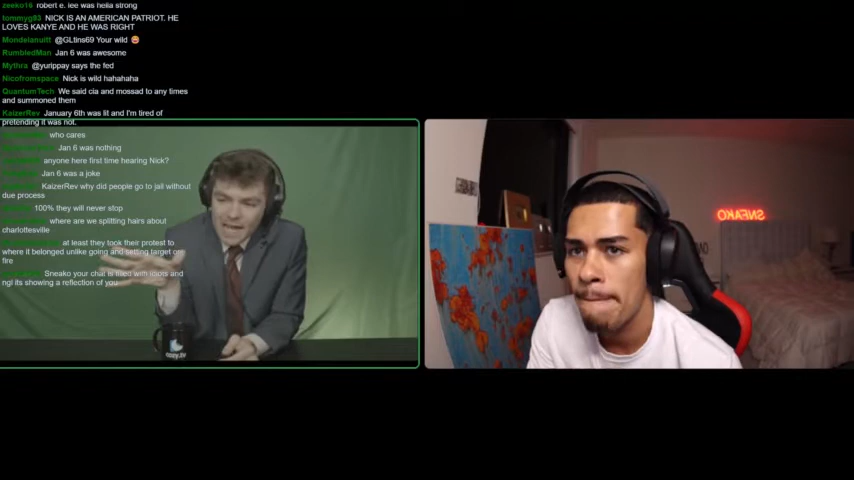 zeeko16 robert e. lee was hella strong
tommyg83 NICK IS AN AMERICAN PATRIOT. HE
LOVES KANYE AND HE WAS RIGHT
Mondelanuitt @GLtins69 Your wild
RumbledMan Jan 6 was awesome
Mythra @yurippay says the fed
Nicofromspace Nick is wild hahahaha
QuantumTech We said cia and mossad to any times
and summoned them
KaizerRev January 6th was lit and I'm tired of
pretending it was not.
who cares
Jan 6 was nothing
anyone here first time hearing Nick?
Jan 6 was a joke
KaizerRev why did people go to jail without
due process
100% they will never stop
where are we splitting hairs about
charlottesville
at least they took their protest to
where it belonged unlike going and setting target on
fire
Sneako your chat is filled with idiots and
ngl its showing a reflection of you
cozy.tv
SNEAKO